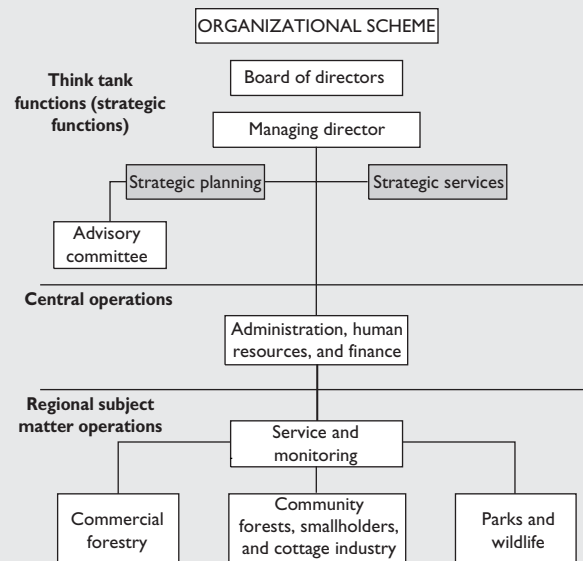 ORGANIZATIONAL SCHEME
Think tank
functions (strategic
functions)
Board of directors
Managing director
Strategic planning
Strategic services
Advisory
committee
Central operations
Administration, human
resources, and finance
Regional subject
matter operations
Service and
monitoring
Commercial
forestry
Community
forests, smallholders,
and cottage industry
Parks and
wildlife